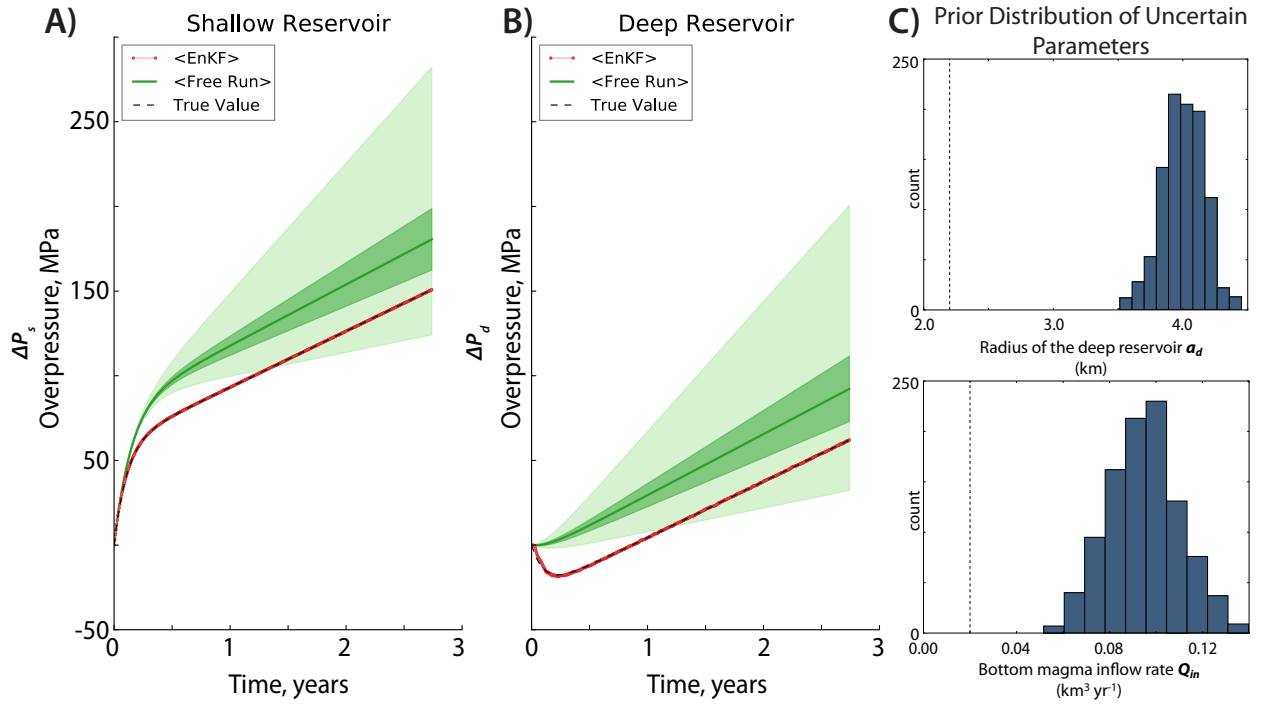 A)
Shallow Reservoir
<EnKF>
<Free Run>
True Value
250
150
50
-50
ΔPs
Overpressure, MPa
0
1
2
3
Time, years
B)
Deep Reservoir
<EnKF>
<Free Run>
True Value
ΔPd
Overpressure, MPa
0
1
2
3
Time, years
C)
Prior Distribution of Uncertain
Parameters
250
count
0
2.0
3.0
4.0
Radius of the deep reservoir ad
(km)
250
count
0
0.00
0.04
0.08
0.12
Bottom magma inflow rate Qin
(km³ yr⁻¹)